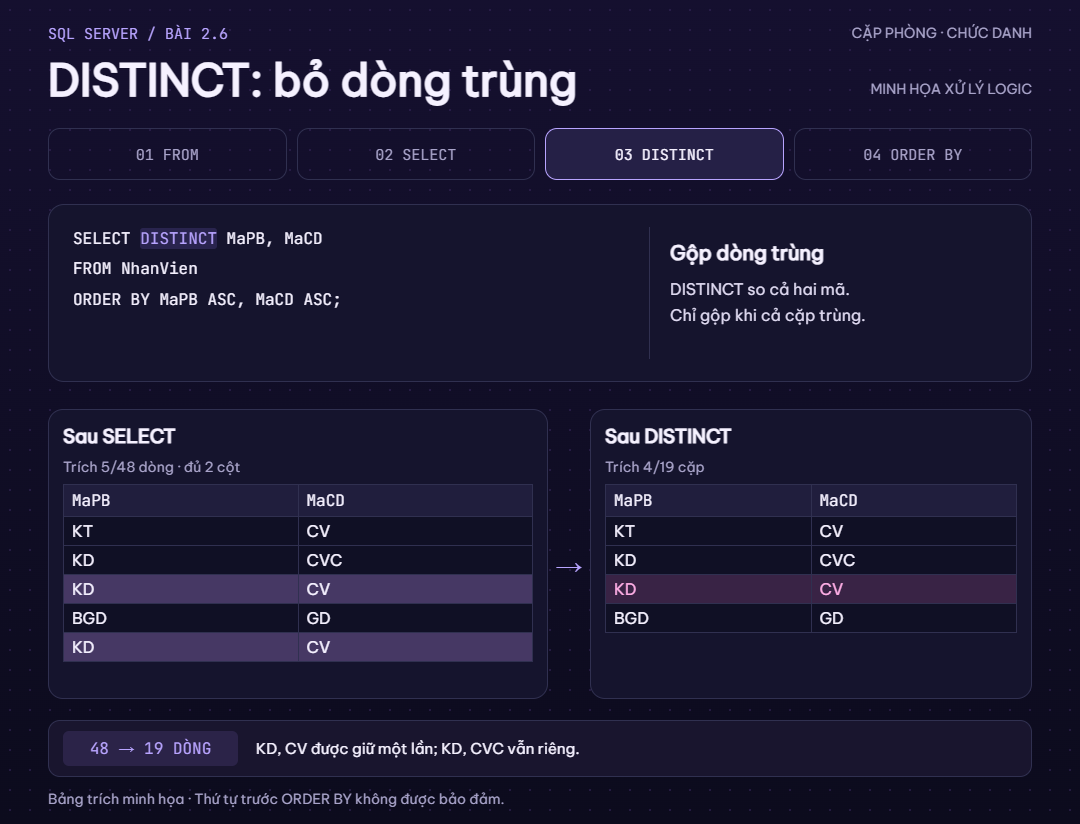 SQL SERVER / BÀI 2.6
CẶP PHÒNG · CHỨC DANH
DISTINCT: bỏ dòng trùng
MINH HỌA XỬ LÝ LOGIC
01 FROM
02 SELECT
03 DISTINCT
04 ORDER BY
SELECT DISTINCT MaPB, MaCD
FROM NhanVien
ORDER BY MaPB ASC, MaCD ASC;
Gộp dòng trùng
DISTINCT so cả hai mã.
Chỉ gộp khi cả cặp trùng.
Sau SELECT
Trích 5/48 dòng · đủ 2 cột
MaPB MaCD
KT CV
KD CVC
KD CV
BGD GD
KD CV
→
Sau DISTINCT
Trích 4/19 cặp
MaPB MaCD
KT CV
KD CVC
KD CV
BGD GD
48 → 19 DÒNG
KD, CV được giữ một lần; KD, CVC vẫn riêng.
Bảng trích minh họa · Thứ tự trước ORDER BY không được bảo đảm.